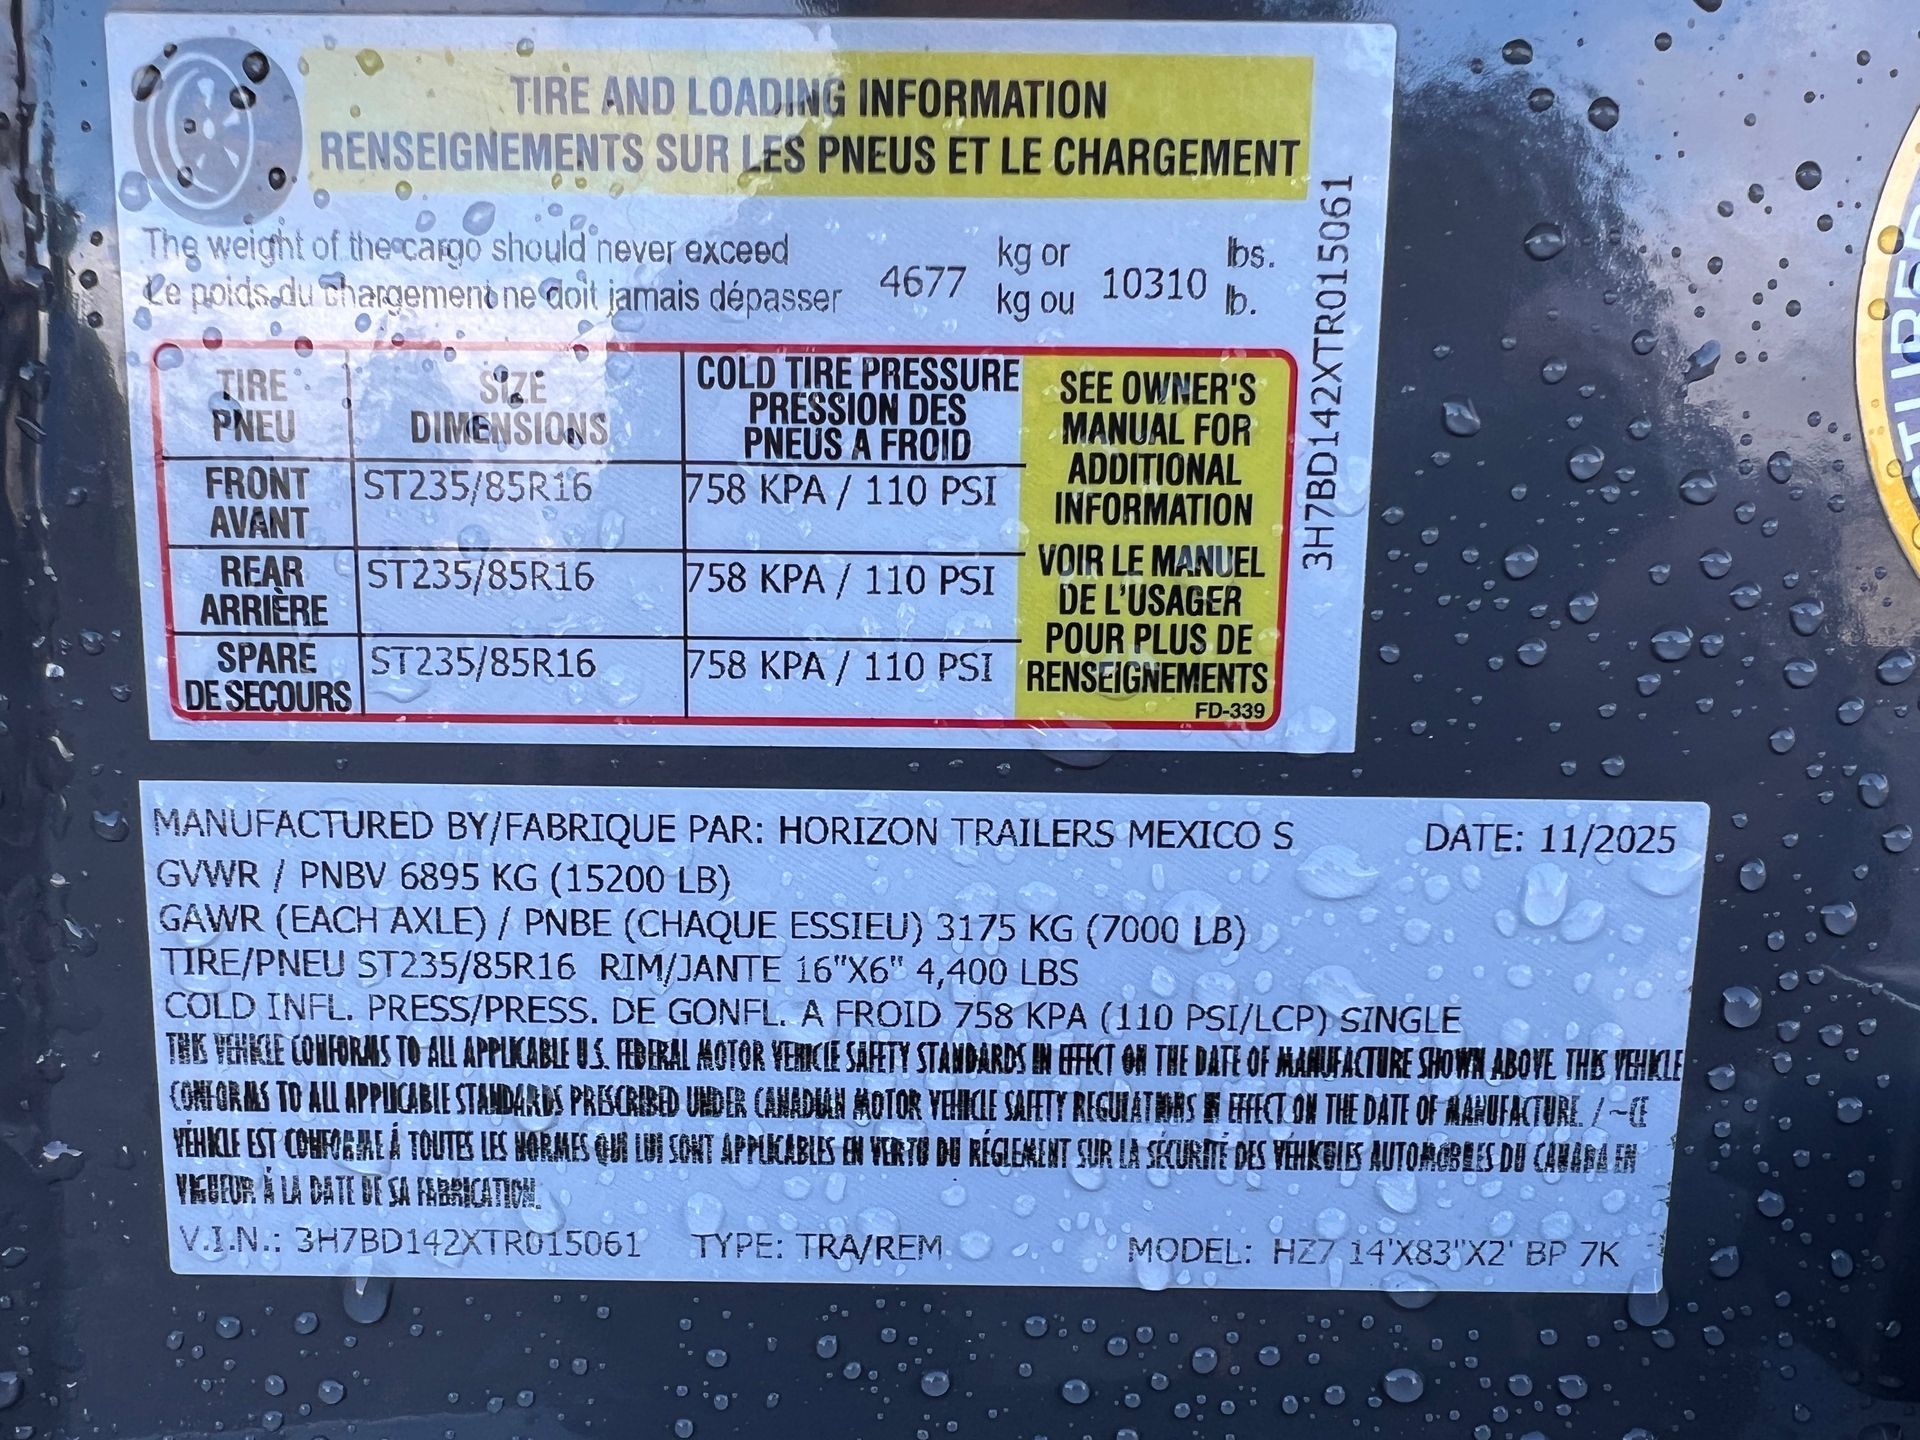 TIRE AND LOADING INFORMATION
RENSEIGNEMENTS SUR LES PNEUS ET LE CHARGEMENT
The weight of the cargo should never exceed 4677 kg or 10310 lbs.
Le poids du chargement ne doit jamais dépasser kg ou lb.
TIRE SIZE COLD TIRE PRESSURE
PNEU DIMENSIONS PRESSION DES
PNEUS A FROID
FRONT ST235/85R16 758 KPA / 110 PSI
AVANT
REAR ST235/85R16 758 KPA / 110 PSI
ARRIÈRE
SPARE ST235/85R16 758 KPA / 110 PSI
DE SECOURS
SEE OWNER'S
MANUAL FOR
ADDITIONAL
INFORMATION
VOIR LE MANUEL
DE L'USAGER
POUR PLUS DE
RENSEIGNEMENTS
FD-339
3H7BD142XTR015061
MANUFACTURED BY/FABRIQUE PAR: HORIZON TRAILERS MEXICO S DATE: 11/2025
GVWR / PNBV 6895 KG (15200 LB)
GAWR (EACH AXLE) / PNBE (CHAQUE ESSIEU) 3175 KG (7000 LB)
TIRE/PNEU ST235/85R16 RIM/JANTE 16"X6" 4,400 LBS
COLD INFL. PRESS/PRESS. DE GONFL. A FROID 758 KPA (110 PSI/LCP) SINGLE
THIS VEHICLE CONFORMS TO ALL APPLICABLE U.S. FEDERAL MOTOR VEHICLE SAFETY STANDARDS IN EFFECT ON THE DATE OF MANUFACTURE SHOWN ABOVE. THIS VEHICLE
CONFORMS TO ALL APPLICABLE STANDARDS PRESCRIBED UNDER CANADIAN MOTOR VEHICLE SAFETY REGULATIONS IN EFFECT ON THE DATE OF MANUFACTURE. / ~CE
VÉHICLE EST CONFORME À TOUTES LES NORMES QUI LUI SONT APPLICABLES EN VERTU DU RÉGLEMENT SUR LA SÉCURITÉ DES VÉHICULES AUTOMOBILES DU CANADA EN
VIGUEUR À LA DATE DE SA FABRICATION.
V.I.N.: 3H7BD142XTR015061 TYPE: TRA/REM MODEL: HZ7 14'X83"X2' BP 7K